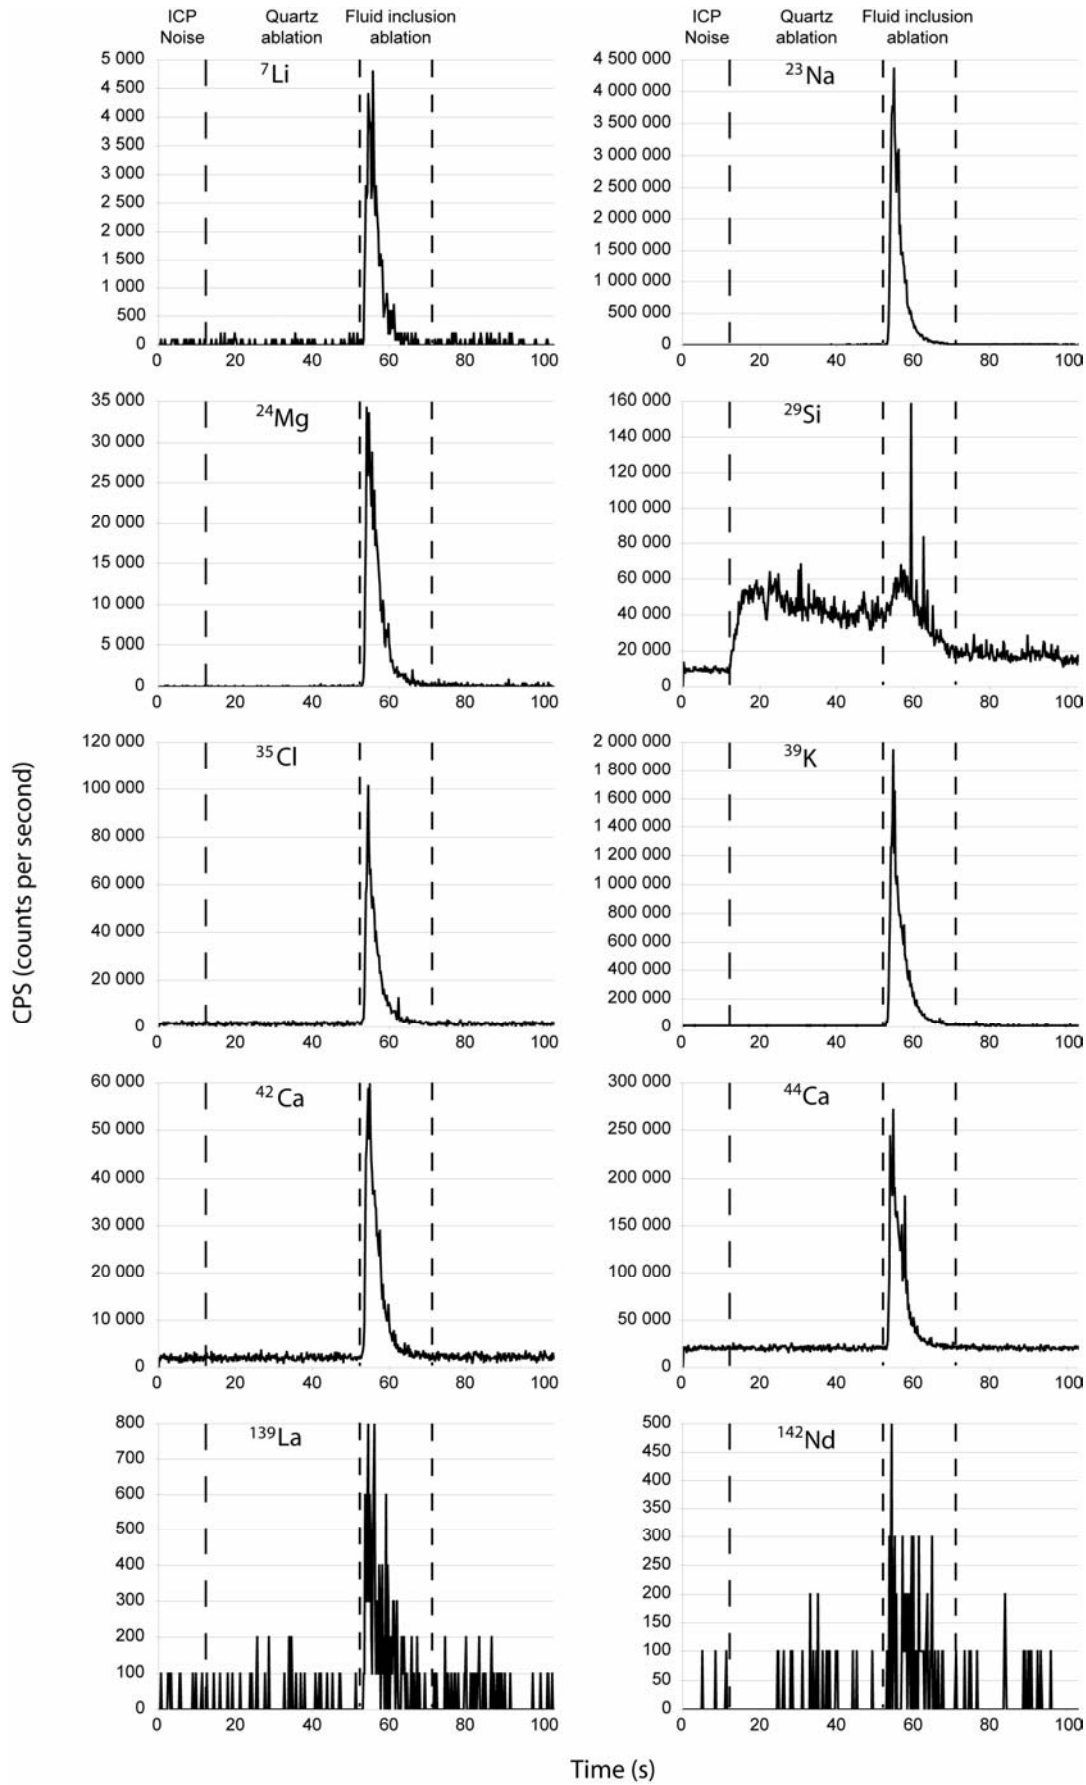 ICP Noise Quartz ablation Fluid inclusion ablation ICP Noise Quartz ablation Fluid inclusion ablation
7Li
5 000
4 500
4 000
3 500
3 000
2 500
2 000
1 500
1 000
500
0
0 20 40 60 80 100
23Na
4 500 000
4 000 000
3 500 000
3 000 000
2 500 000
2 000 000
1 500 000
1 000 000
500 000
0
0 20 40 60 80 100
24Mg
35 000
30 000
25 000
20 000
15 000
10 000
5 000
0
0 20 40 60 80 100
29Si
160 000
140 000
120 000
100 000
80 000
60 000
40 000
20 000
0
0 20 40 60 80 100
35Cl
120 000
100 000
80 000
60 000
40 000
20 000
0
0 20 40 60 80 100
39K
2 000 000
1 800 000
1 600 000
1 400 000
1 200 000
1 000 000
800 000
600 000
400 000
200 000
0
0 20 40 60 80 100
CPS (counts per second)
42Ca
60 000
50 000
40 000
30 000
20 000
10 000
0
0 20 40 60 80 100
44Ca
300 000
250 000
200 000
150 000
100 000
50 000
0
0 20 40 60 80 100
139La
800
700
600
500
400
300
200
100
0
0 20 40 60 80 100
142Nd
500
450
400
350
300
250
200
150
100
50
0
0 20 40 60 80 100
Time (s)